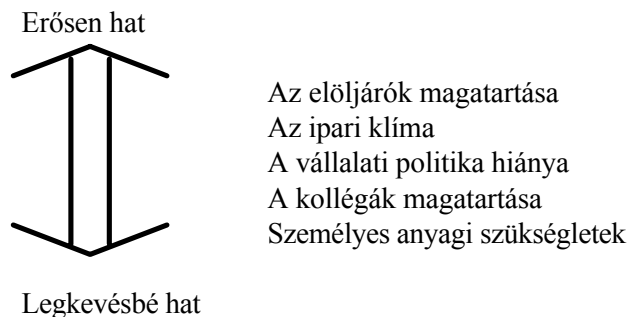 Erősen hat
Az elöljárók magatartása
Az ipari klíma
A vállalati politika hiánya
A kollégák magatartása
Személyes anyagi szükségletek
Legkevésbé hat